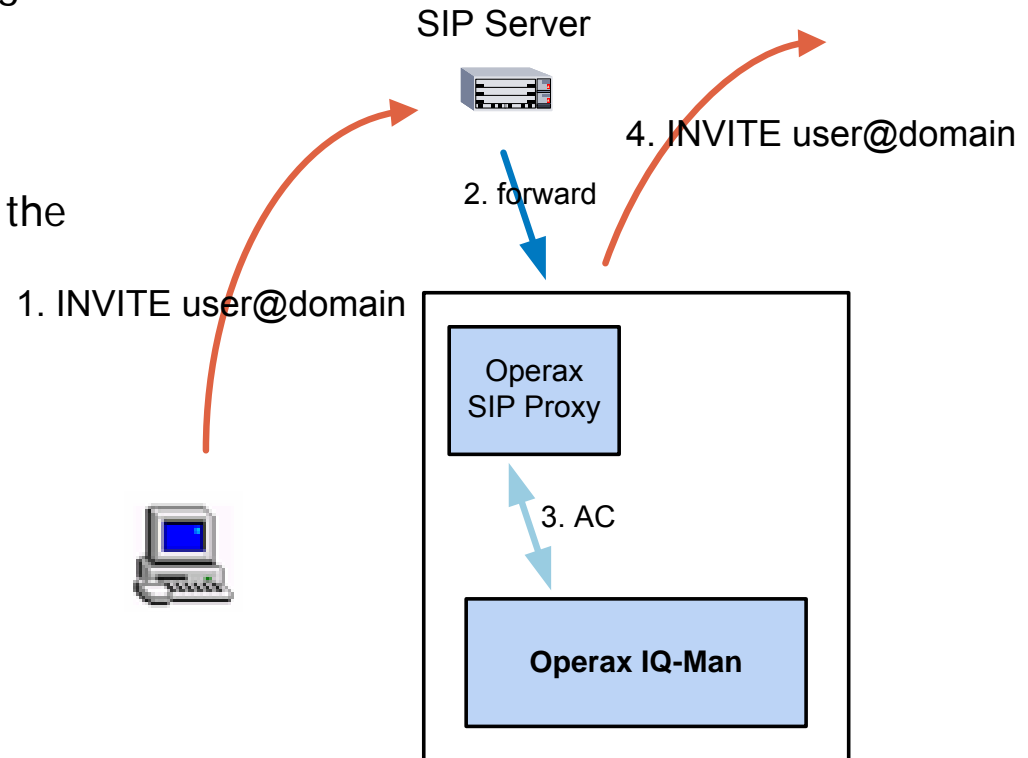 SIP Server
4. INVITE user@domain
2. forward
the
1. INVITE user@domain
Operax
SIP Proxy
3. AC
Operax IQ-Man